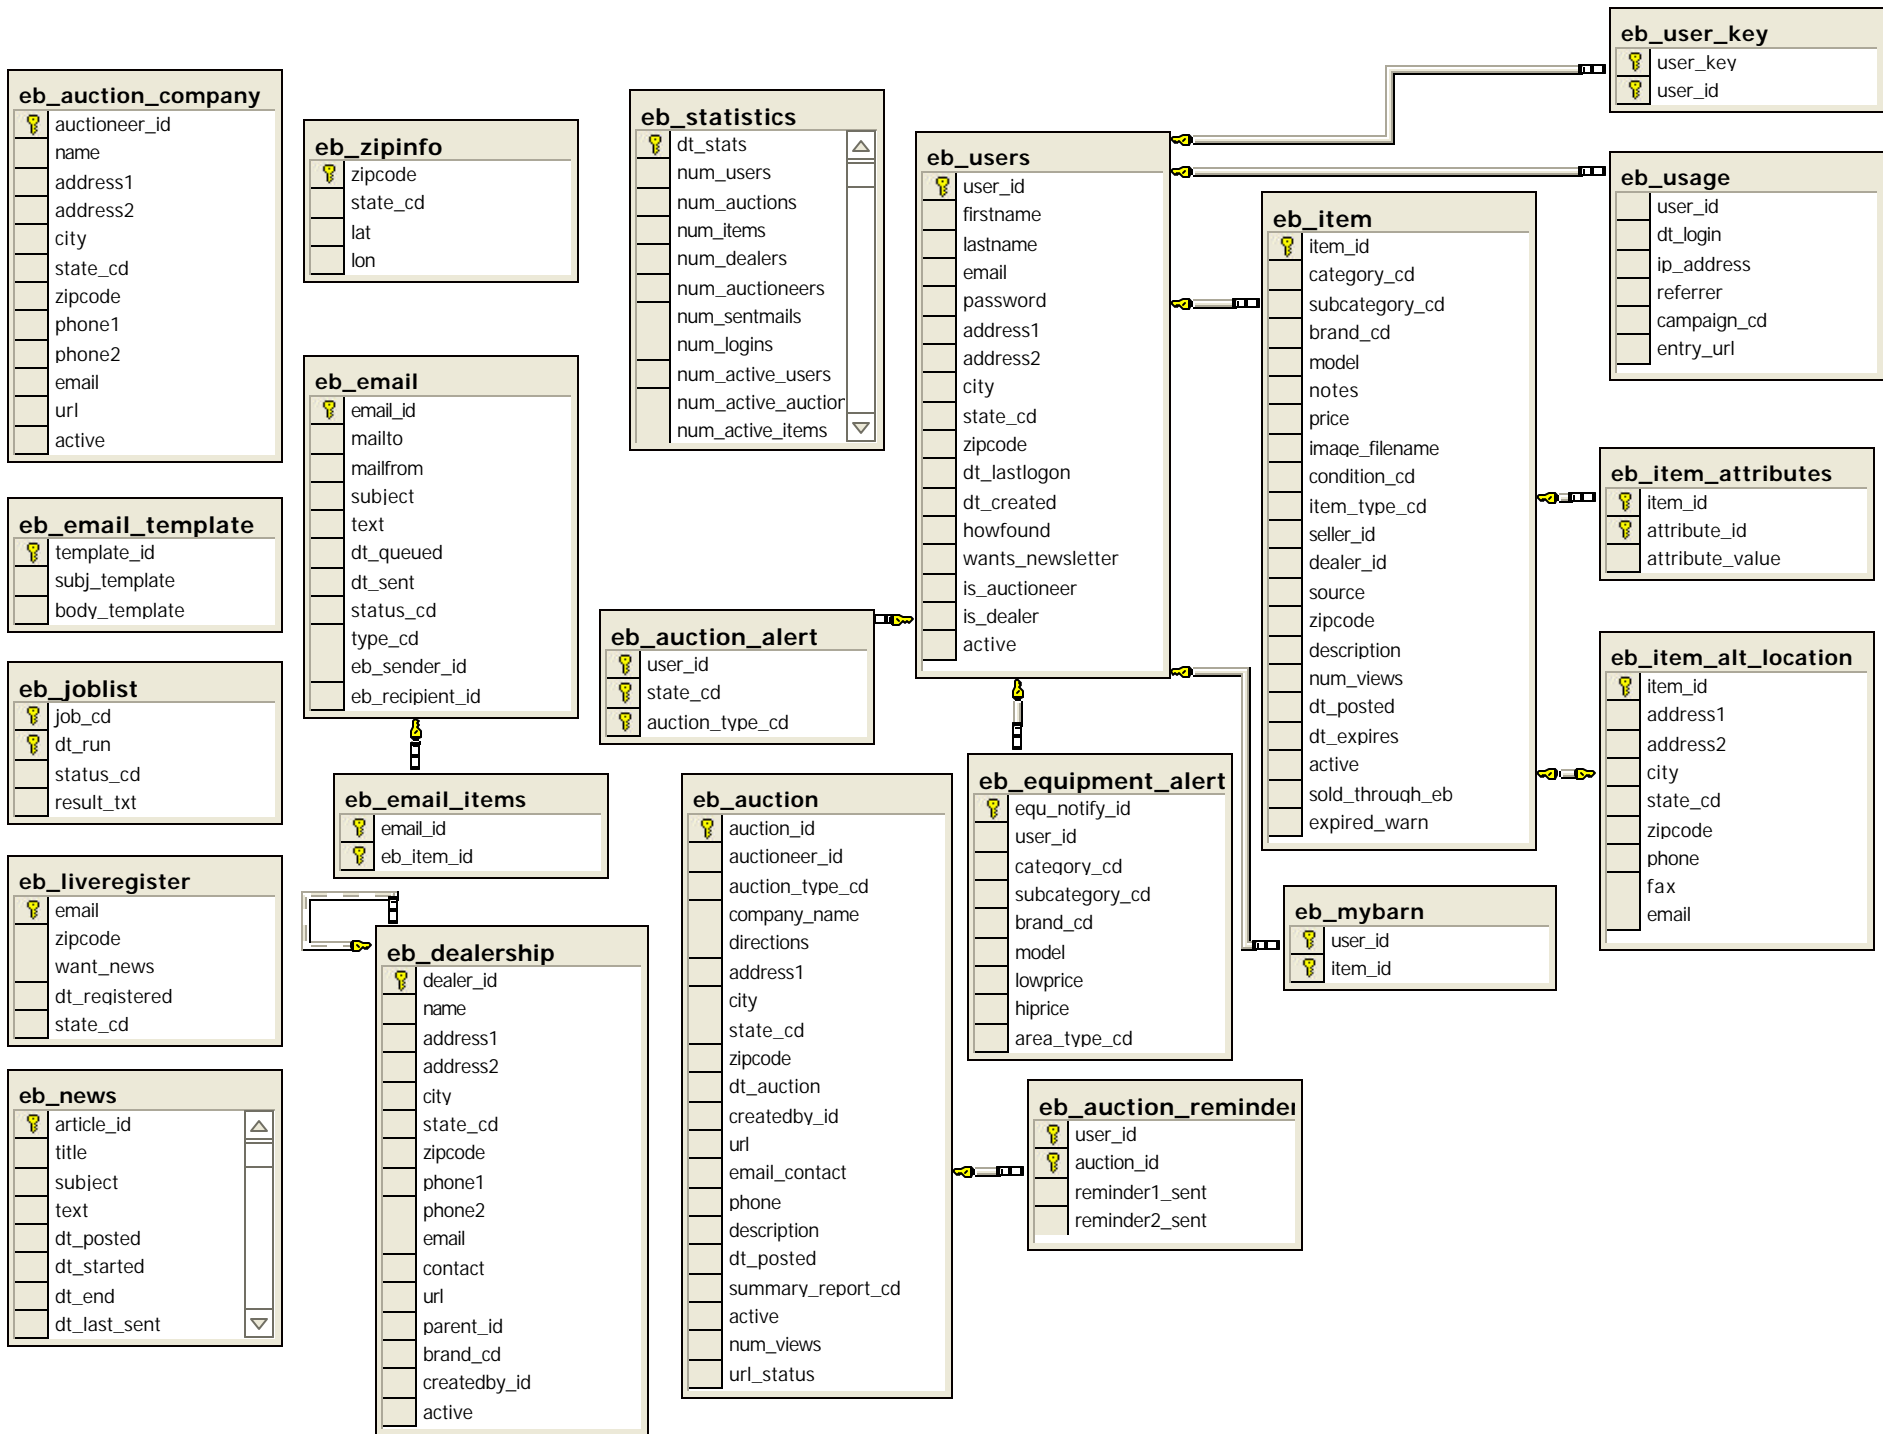 eb_auction_company
auctioneer_id
name
address1
address2
city
state_cd
zipcode
phone1
phone2
email
url
active
eb_email_template
template_id
subj_template
body_template
eb_joblist
job_cd
dt_run
status_cd
result_txt
eb_liveregister
email
zipcode
want_news
dt_registered
state_cd
eb_news
article_id
title
subject
text
dt_posted
dt_started
dt_end
dt_last_sent
eb_zipinfo
zipcode
state_cd
lat
lon
eb_email
email_id
mailto
mailfrom
subject
text
dt_queued
dt_sent
status_cd
type_cd
eb_sender_id
eb_recipient_id
eb_email_items
email_id
eb_item_id
eb_dealership
dealer_id
name
address1
address2
city
state_cd
zipcode
phone1
phone2
email
contact
url
parent_id
brand_cd
createdby_id
active
eb_statistics
dt_stats
num_users
num_auctions
num_items
num_dealers
num_auctioneers
num_sentmails
num_logins
num_active_users
num_active_auction
num_active_items
eb_auction_alert
user_id
state_cd
auction_type_cd
eb_auction
auction_id
auctioneer_id
auction_type_cd
company_name
directions
address1
city
state_cd
zipcode
dt_auction
createdby_id
url
email_contact
phone
description
dt_posted
summary_report_cd
active
num_views
url_status
eb_users
user_id
firstname
lastname
email
password
address1
address2
city
state_cd
zipcode
dt_lastlogon
dt_created
howfound
wants_newsletter
is_auctioneer
is_dealer
active
eb_equipment_alert
equ_notify_id
user_id
category_cd
subcategory_cd
brand_cd
model
lowprice
hiprice
area_type_cd
eb_auction_reminder
user_id
auction_id
reminder1_sent
reminder2_sent
eb_item
item_id
category_cd
subcategory_cd
brand_cd
model
notes
price
image_filename
condition_cd
item_type_cd
seller_id
dealer_id
source
zipcode
description
num_views
dt_posted
dt_expires
active
sold_through_eb
expired_warn
eb_mybarn
user_id
item_id
eb_user_key
user_key
user_id
eb_usage
user_id
dt_login
ip_address
referrer
campaign_cd
entry_url
eb_item_attributes
item_id
attribute_id
attribute_value
eb_item_alt_location
item_id
address1
address2
city
state_cd
zipcode
phone
fax
email